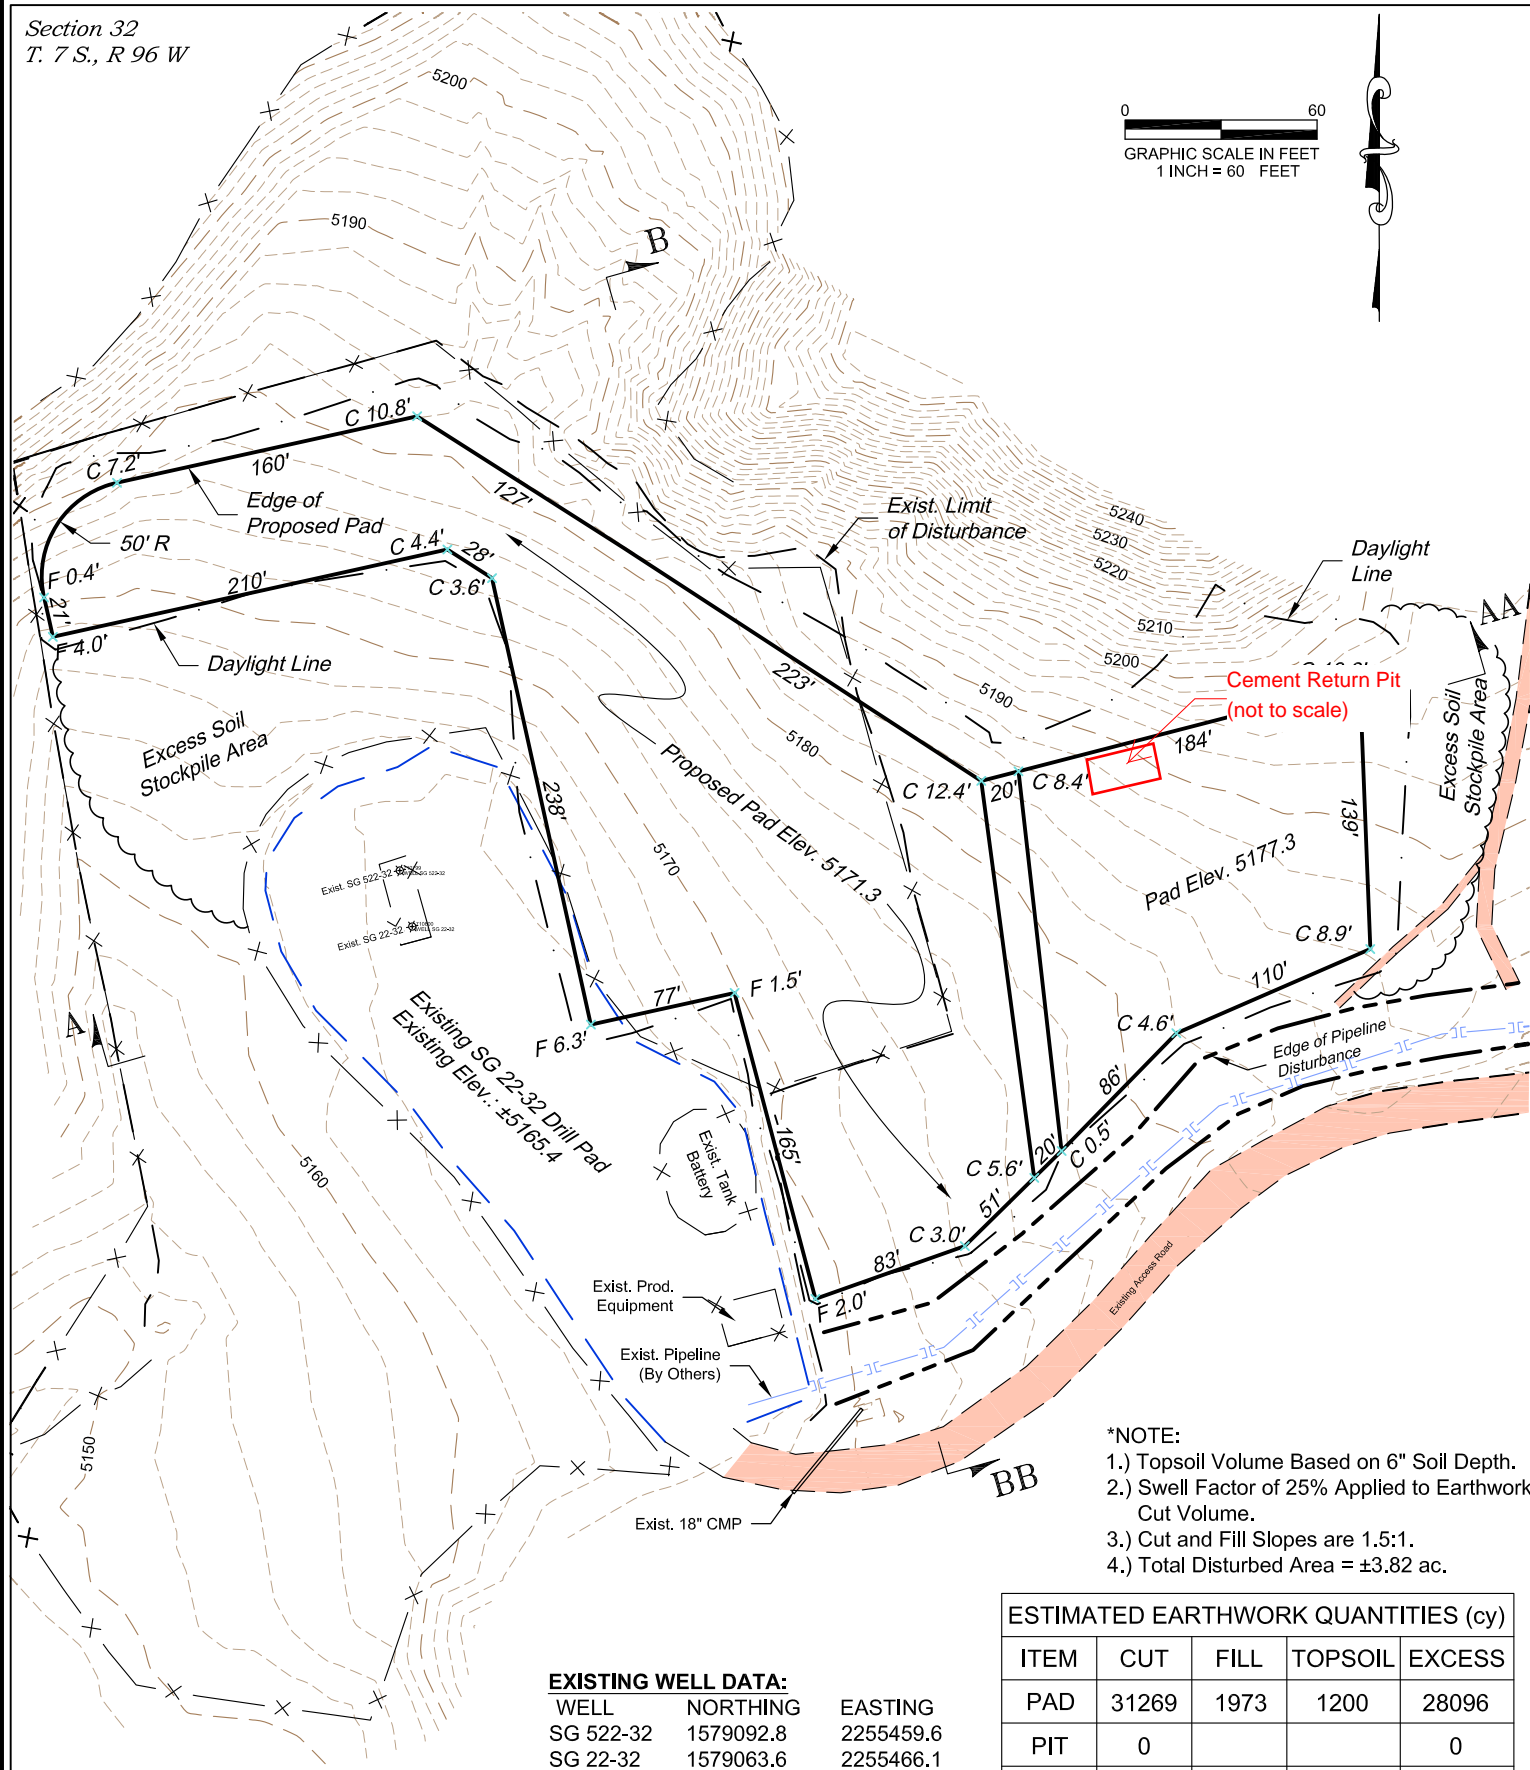 Section 32
T. 7 S., R 96 W
0 60
GRAPHIC SCALE IN FEET
1 INCH = 60 FEET
5200
5190
B
C 10.8'
C 7.2'
160'
Edge of
Proposed Pad
127'
50' R
C 4.4'
28'
C 3.6'
F 0.4'
210'
21'
F 4.0'
Daylight Line
Exist. Limit
of Disturbance
5240
5230
5220
5210
5200
5190
5180
Daylight
Line
AA
Cement Return Pit
(not to scale)
223'
184'
Excess Soil
Stockpile Area
Excess Soil
Stockpile Area
C 12.4'
20'
C 8.4'
139'
238'
Proposed Pad Elev. 5171.3
5170
Pad Elev. 5177.3
Exist. SG 522-32
Exist. SG 22-32
C 8.9'
110'
77'
F 1.5'
F 6.3'
A
Existing SG 22-32 Drill Pad
Existing Elev.: ±5165.4
C 4.6'
Edge of Pipeline
Disturbance
86'
165'
Exist. Tank
Battery
5160
C 5.6'
20'
C 0.5'
51'
C 3.0'
83'
F 2.0'
Exist. Prod.
Equipment
Existing Access Road
Exist. Pipeline
(By Others)
5150
BB
Exist. 18" CMP
*NOTE:
1.) Topsoil Volume Based on 6" Soil Depth.
2.) Swell Factor of 25% Applied to Earthwork
Cut Volume.
3.) Cut and Fill Slopes are 1.5:1.
4.) Total Disturbed Area = ±3.82 ac.
ESTIMATED EARTHWORK QUANTITIES (cy)
ITEM CUT FILL TOPSOIL EXCESS
PAD 31269 1973 1200 28096
PIT 0 0
EXISTING WELL DATA:
WELL NORTHING EASTING
SG 522-32 1579092.8 2255459.6
SG 22-32 1579063.6 2255466.1